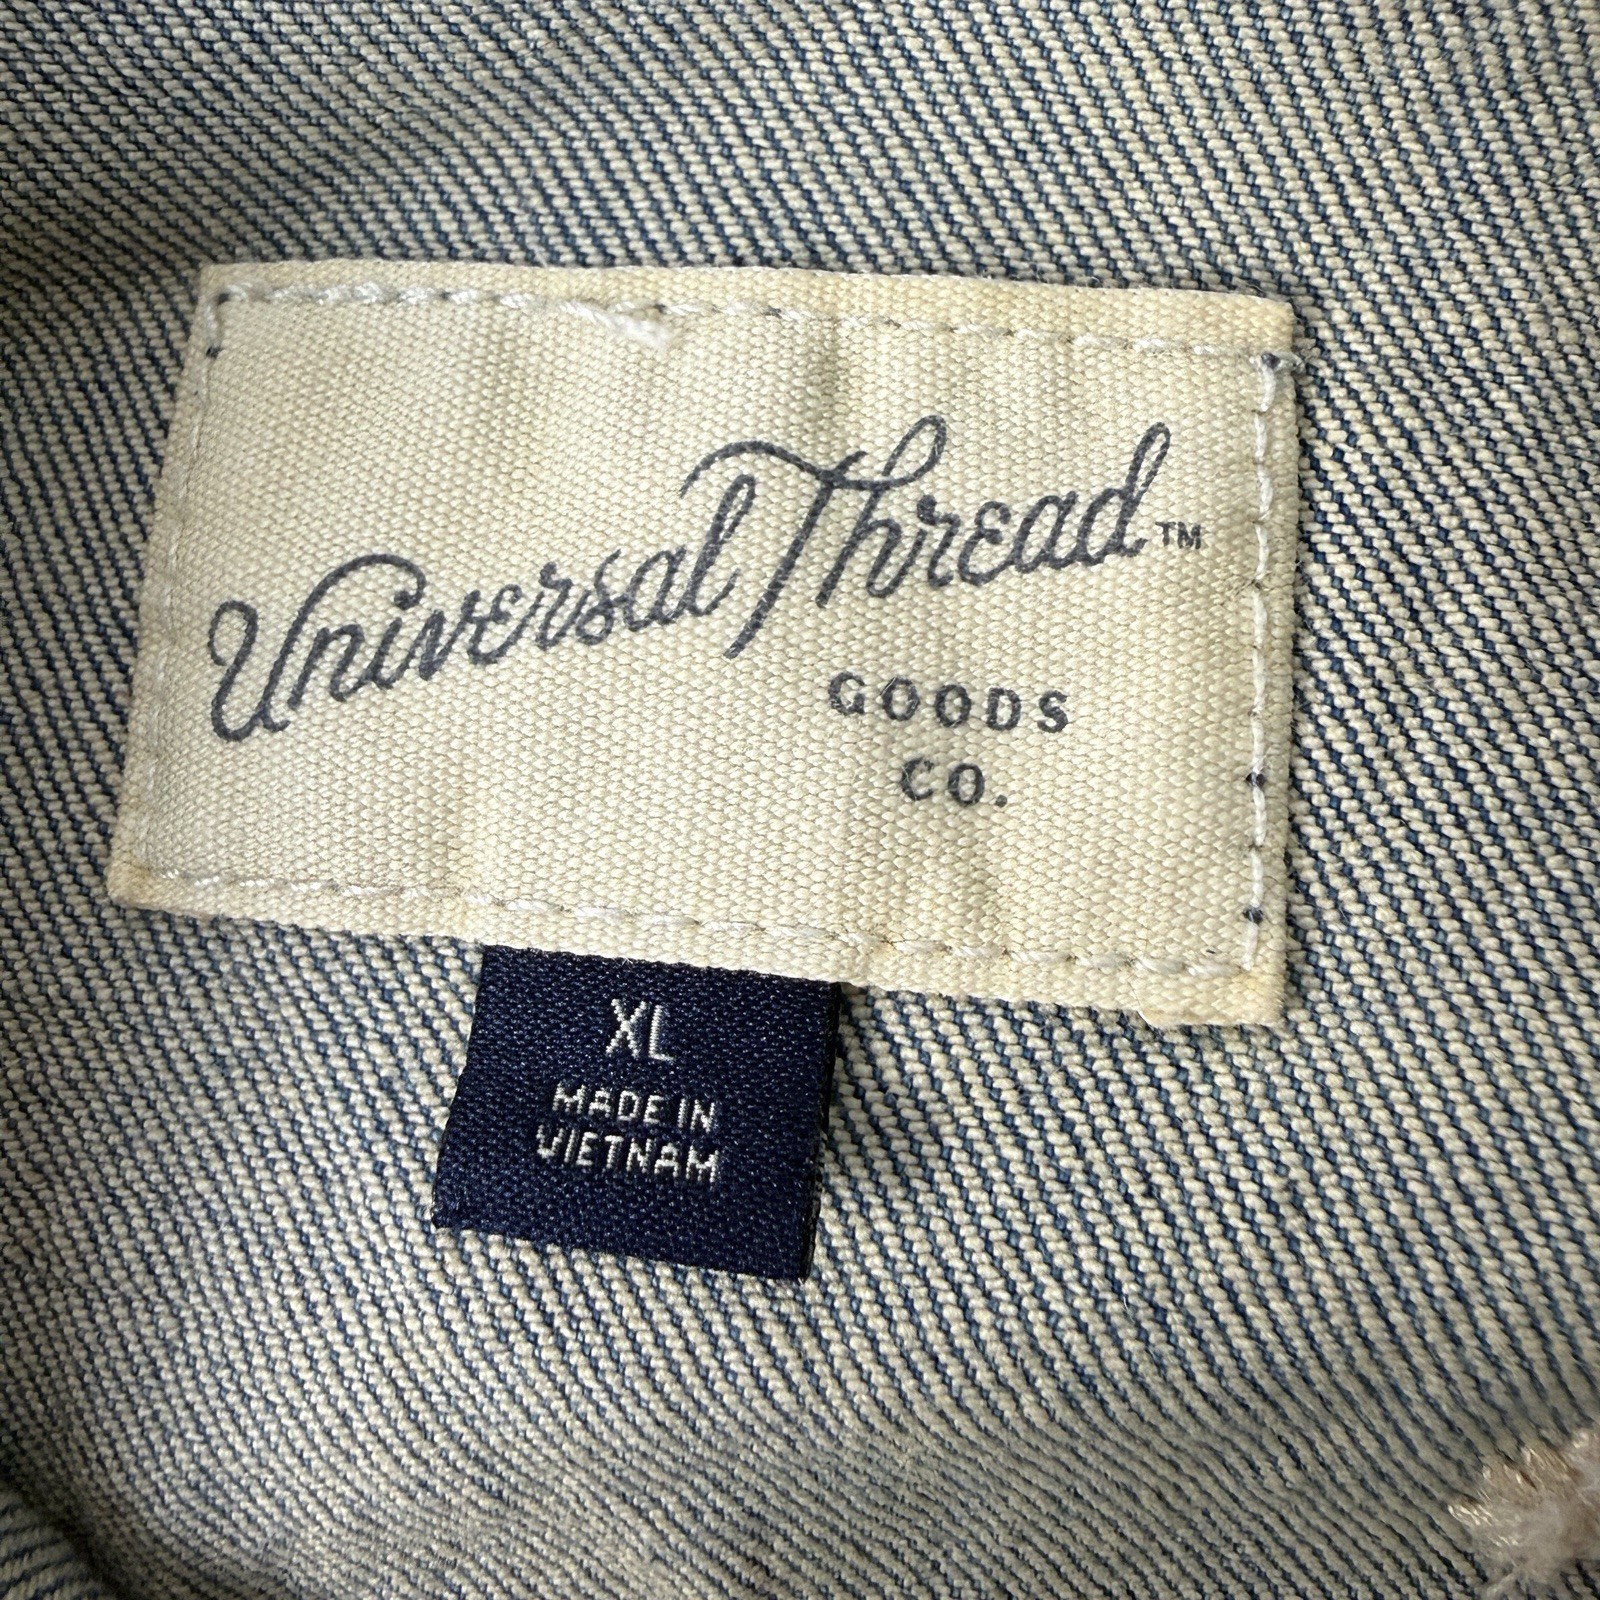 Universal Thread™
GOODS
CO.
XL
MADE IN
VIETNAM